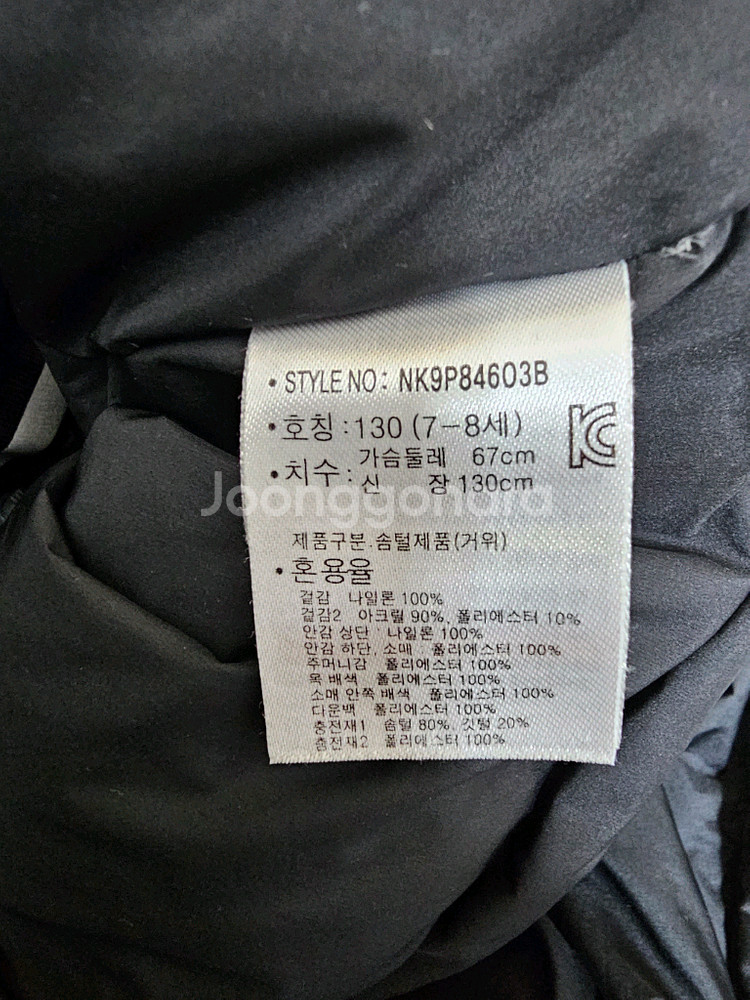 • STYLE NO: NK9P84603B
• 호칭 : 130 (7-8세)
• 치수 : 가슴둘레 67cm
신 장 130cm
Joonggonara
제품구분.솜털제품(거위)
• 혼용율
겉감 나일론 100%
겉감2 아크릴 90%, 폴리에스터 10%
안감 상단 : 나일론 100%
안감 하단, 소매 : 폴리에스터 100%
주머니감 폴리에스터 100%
목 배색 폴리에스터 100%
소매 안쪽 배색 폴리에스터 100%
다운백 폴리에스터 100%
충전재1 솜털 80%, 깃털 20%
충전재2 폴리에스터 100%